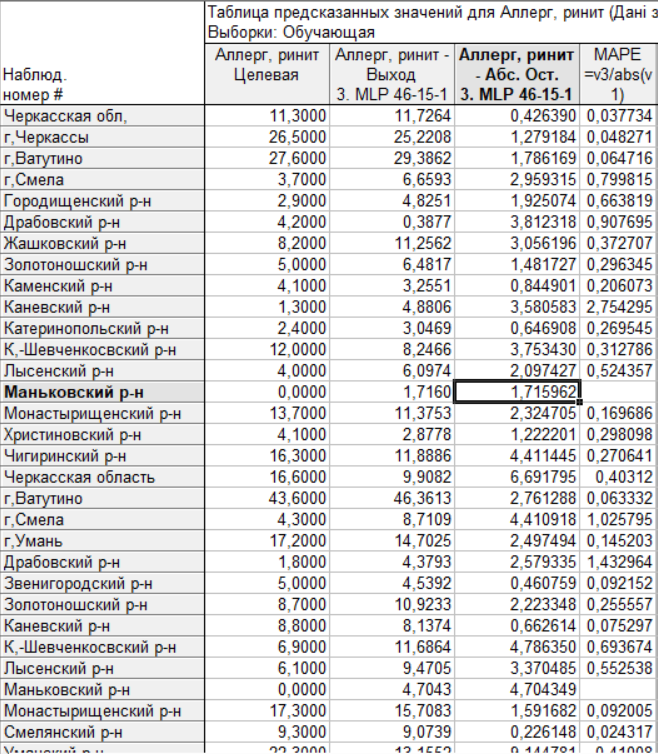 Таблица предсказанных значений для Аллерг, ринит (Дані з
Выборки: Обучающая
Наблюд. номер # Аллерг, ринит Целевая Аллерг, ринит - Выход 3. MLP 46-15-1 Аллерг, ринит - Абс. Ост. 3. MLP 46-15-1 MAPE =v3/abs(v 1)
Черкасская обл, 11,3000 11,7264 0,426390 0,037734
г,Черкассы 26,5000 25,2208 1,279184 0,048271
г,Ватутино 27,6000 29,3862 1,786169 0,064716
г,Смела 3,7000 6,6593 2,959315 0,799815
Городищенский р-н 2,9000 4,8251 1,925074 0,663819
Драбовский р-н 4,2000 0,3877 3,812318 0,907695
Жашковский р-н 8,2000 11,2562 3,056196 0,372707
Золотоношский р-н 5,0000 6,4817 1,481727 0,296345
Каменский р-н 4,1000 3,2551 0,844901 0,206073
Каневский р-н 1,3000 4,8806 3,580583 2,754295
Катеринопольский р-н 2,4000 3,0469 0,646908 0,269545
К,-Шевченкосвский р-н 12,0000 8,2466 3,753430 0,312786
Лысенский р-н 4,0000 6,0974 2,097427 0,524357
Маньковский р-н 0,0000 1,7160 1,715962
Монастырищенский р-н 13,7000 11,3753 2,324705 0,169686
Христиновский р-н 4,1000 2,8778 1,222201 0,298098
Чигиринский р-н 16,3000 11,8886 4,411445 0,270641
Черкасская область 16,6000 9,9082 6,691795 0,40312
г,Ватутино 43,6000 46,3613 2,761288 0,063332
г,Смела 4,3000 8,7109 4,410918 1,025795
г,Умань 17,2000 14,7025 2,497494 0,145203
Драбовский р-н 1,8000 4,3793 2,579335 1,432964
Звенигородский р-н 5,0000 4,5392 0,460759 0,092152
Золотоношский р-н 8,7000 10,9233 2,223348 0,255557
Каневский р-н 8,8000 8,1374 0,662614 0,075297
К,-Шевченкосвский р-н 6,9000 11,6864 4,786350 0,693674
Лысенский р-н 6,1000 9,4705 3,370485 0,552538
Маньковский р-н 0,0000 4,7043 4,704349
Монастырищенский р-н 17,3000 15,7083 1,591682 0,092005
Смелянский р-н 9,3000 9,0739 0,226148 0,024317